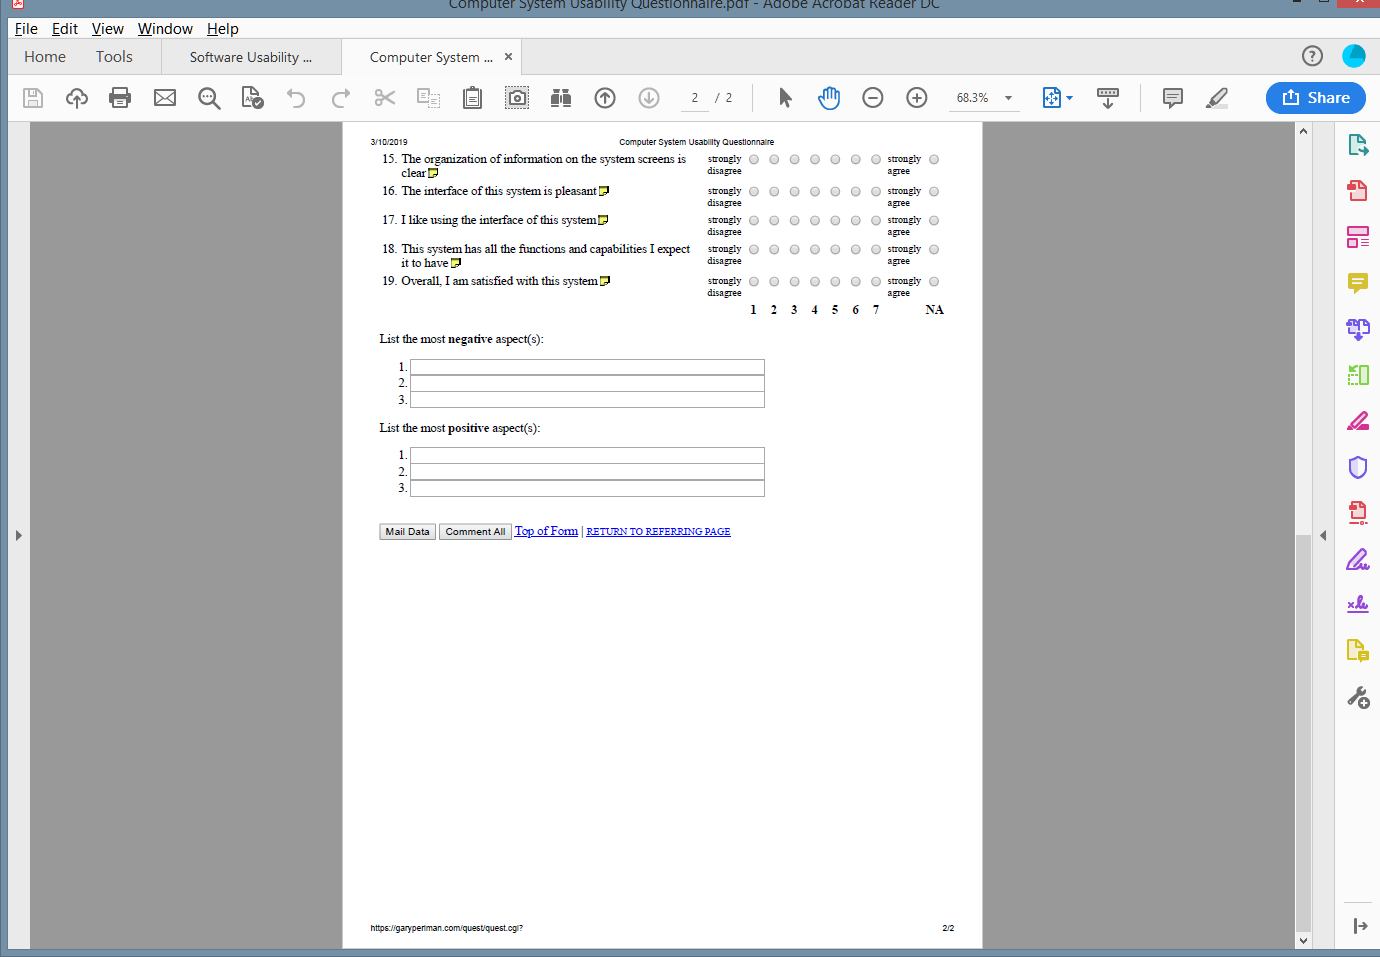 Computer System Usability Questionnaire.pdf - Adobe Acrobat Reader DC
File Edit View Window Help
Home Tools Software Usability ... Computer System ... ×
2 / 2 68.3% Share
3/10/2019 Computer System Usability Questionnaire
15. The organization of information on the system screens is strongly strongly
clear disagree agree
16. The interface of this system is pleasant strongly strongly
disagree agree
17. I like using the interface of this system strongly strongly
disagree agree
18. This system has all the functions and capabilities I expect strongly strongly
it to have disagree agree
19. Overall, I am satisfied with this system strongly strongly
disagree agree
1 2 3 4 5 6 7 NA
List the most negative aspect(s):
1.
2.
3.
List the most positive aspect(s):
1.
2.
3.
Mail Data Comment All Top of Form | RETURN TO REFERRING PAGE
https://garyperlman.com/quest/quest.cgi? 2/2